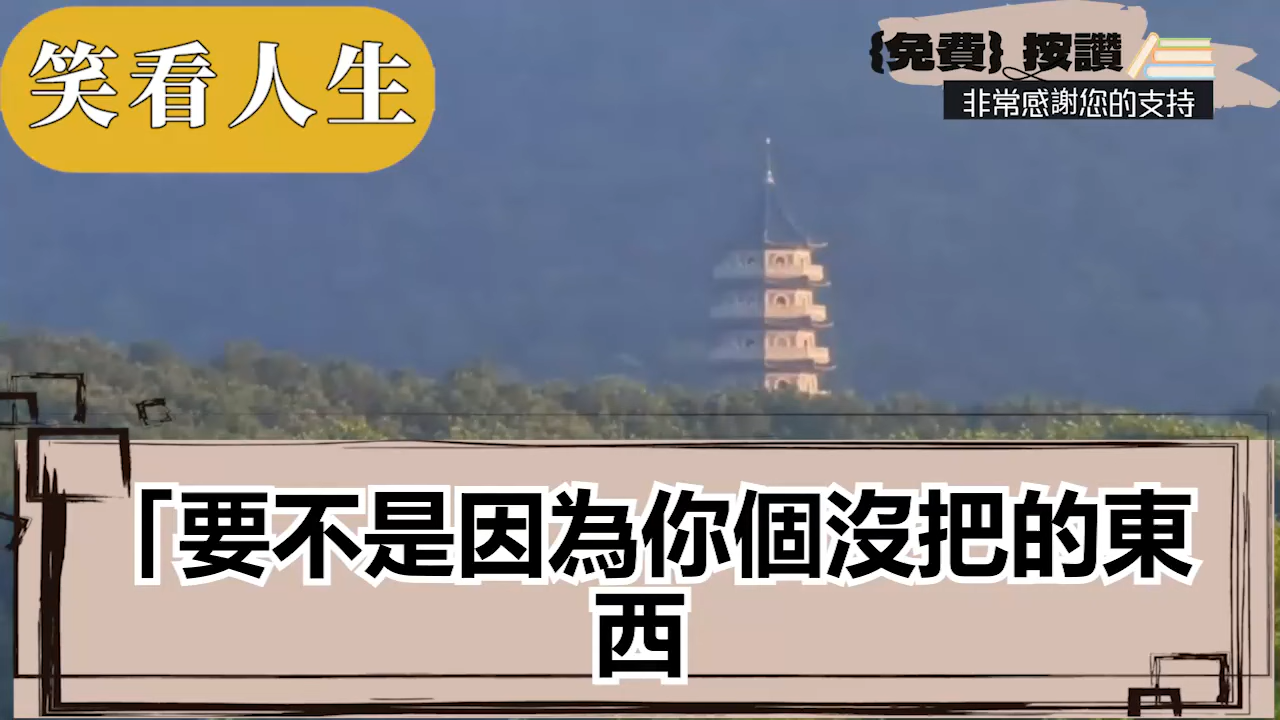 笑看人生
{免費} 按讚
非常感謝您的支持
「要不是因為你個沒把的東
西